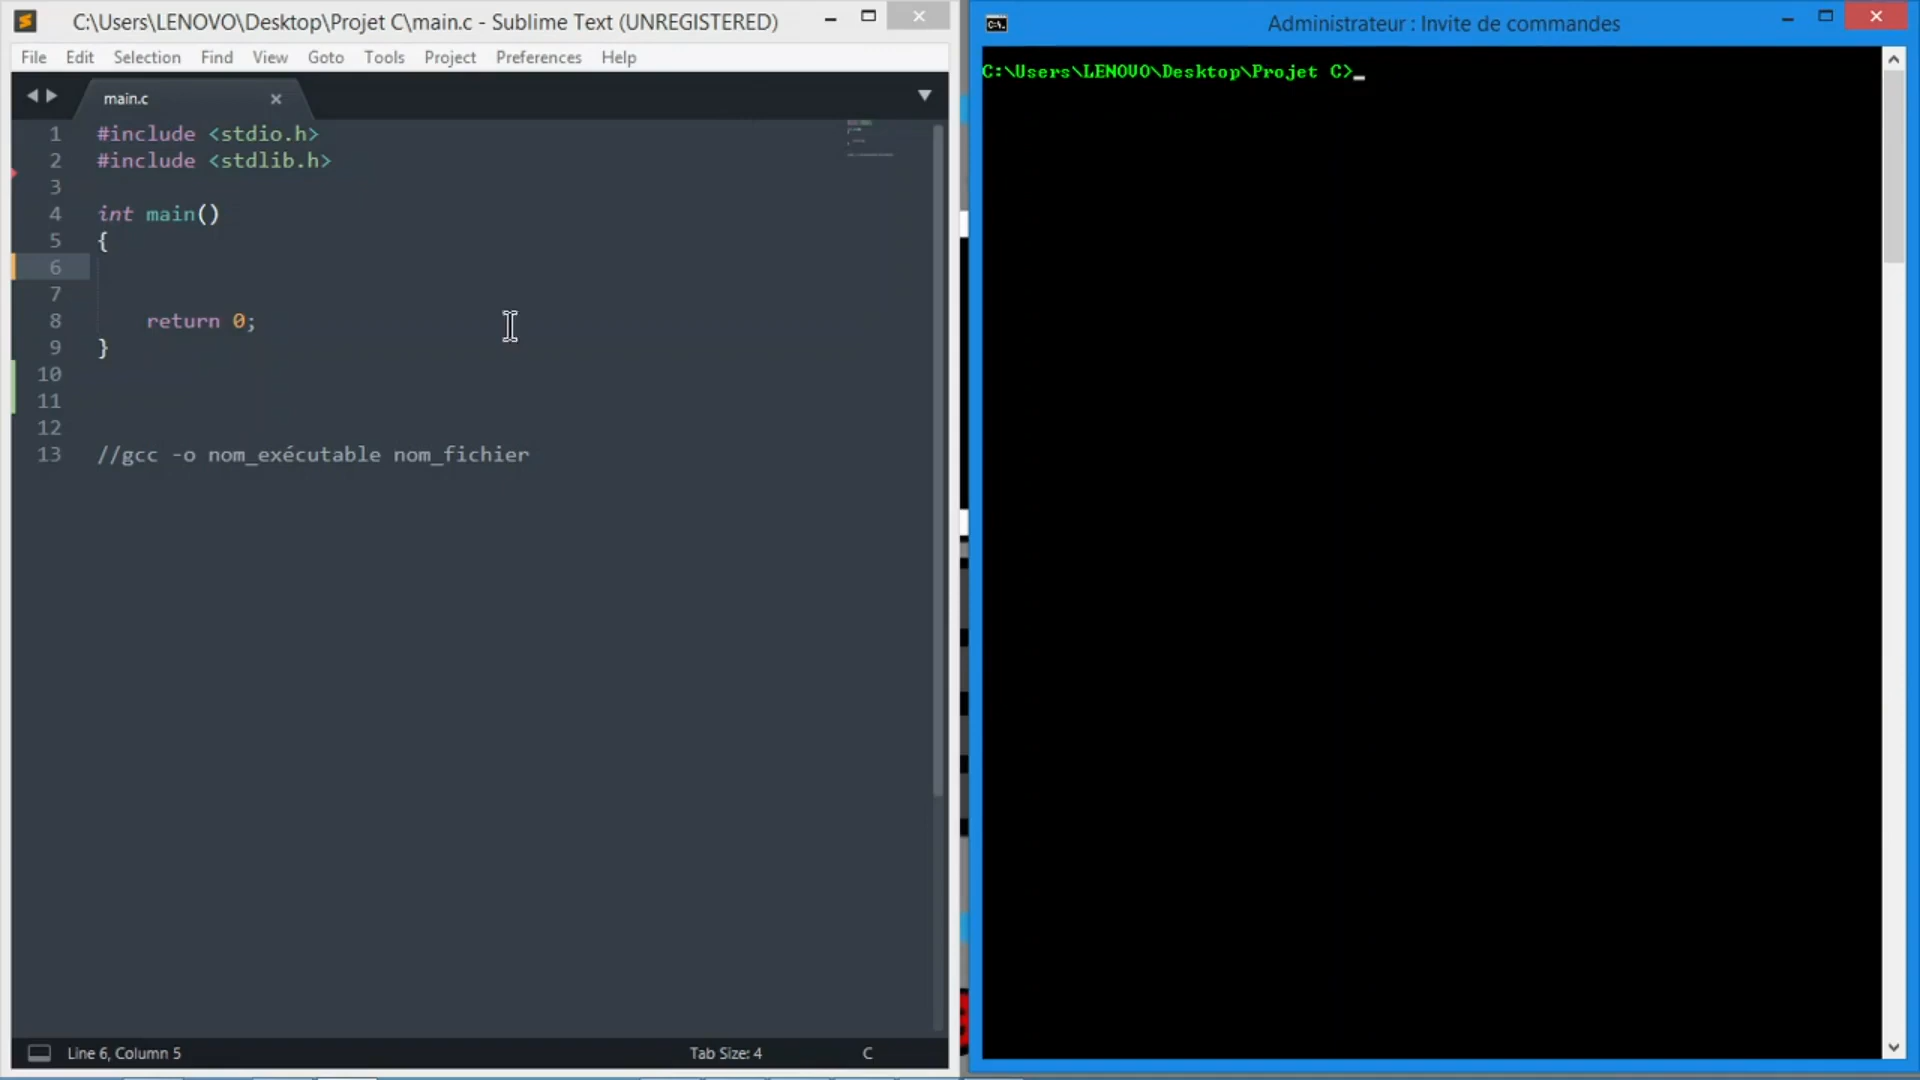 C:\Users\LENOVO\Desktop\Projet C\main.c - Sublime Text (UNREGISTERED)
File Edit Selection Find View Goto Tools Project Preferences Help
main.c
1 #include <stdio.h>
2 #include <stdlib.h>
3
4 int main()
5 {
6
7
8 return 0;
9 }
10
11
12
13 //gcc -o nom_exécutable nom_fichier
Line 6, Column 5
Tab Size: 4
C
Administrateur : Invite de commandes
C:\Users\LENOVO\Desktop\Projet C>_